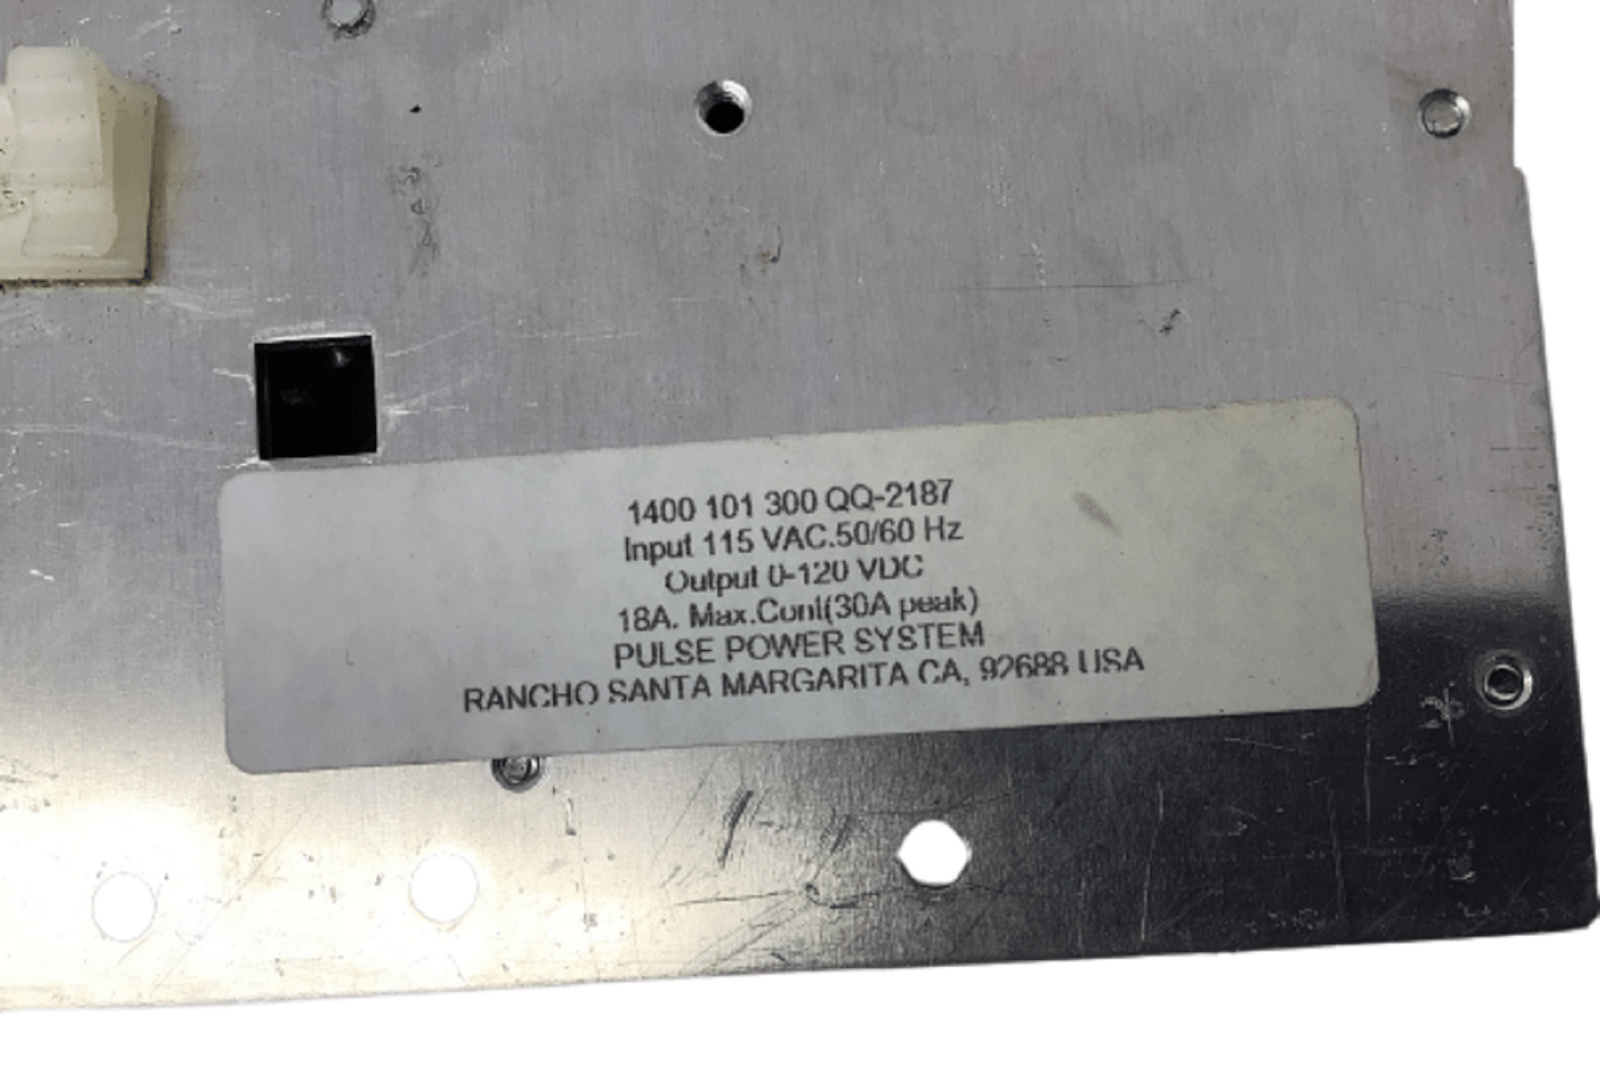 1400 101 300 QQ-2187
Input 115 VAC.50/60 Hz
Output 0-120 VDC
18A. Max.Cont(30A peak)
PULSE POWER SYSTEM
RANCHO SANTA MARGARITA CA, 92688 USA